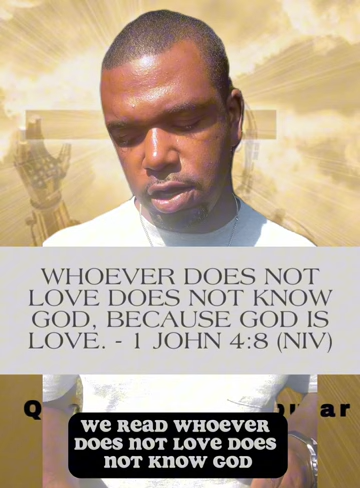 WHOEVER DOES NOT
LOVE DOES NOT KNOW
GOD, BECAUSE GOD IS
LOVE. - 1 JOHN 4:8 (NIV)
WE READ WHOEVER
DOES NOT LOVE DOES
NOT KNOW GOD